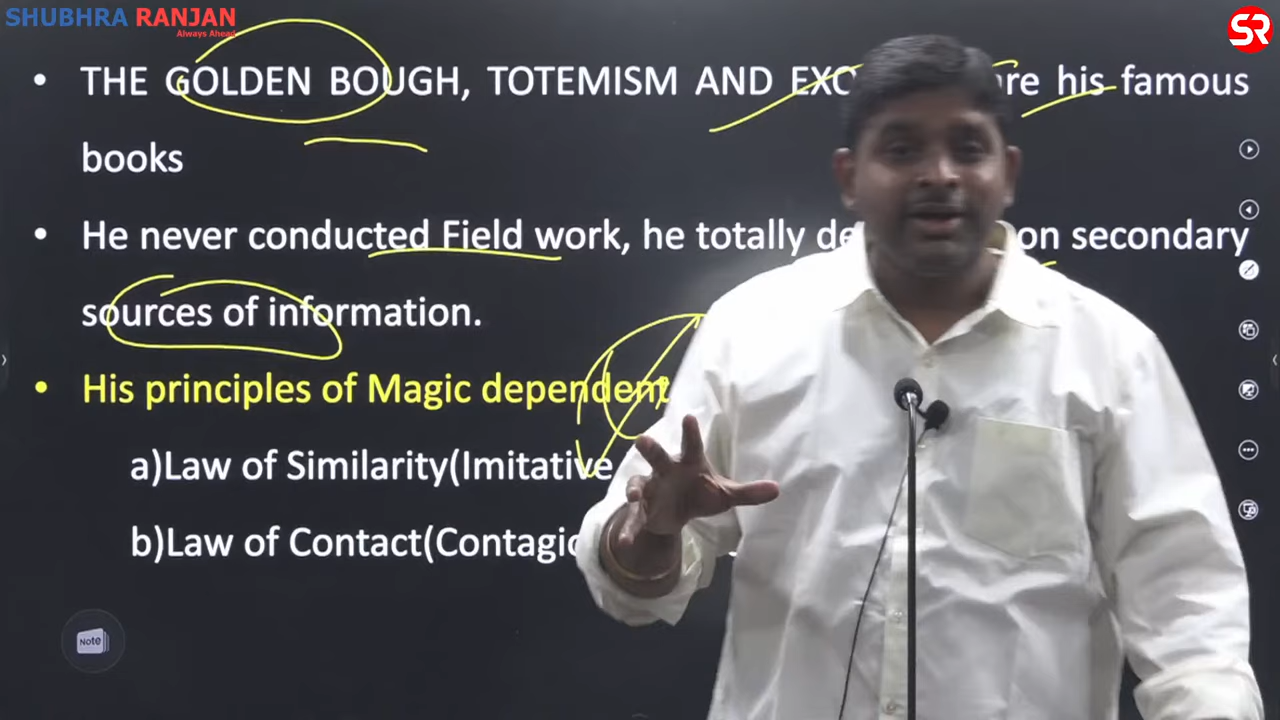 SHUBHRA RANJAN
Always Ahead
SR
• THE GOLDEN BOUGH, TOTEMISM AND EXO are his famous
books
• He never conducted Field work, he totally de on secondary
sources of information.
• His principles of Magic dependent
a)Law of Similarity(Imitative
b)Law of Contact(Contagio
Note